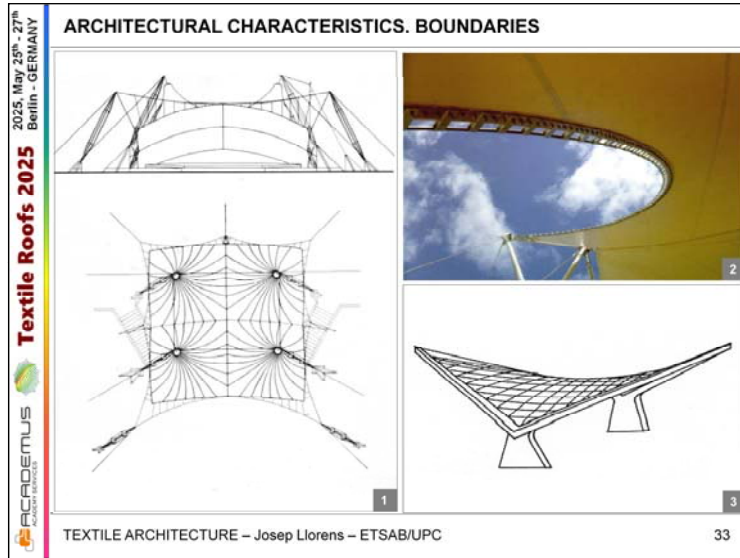 ARCHITECTURAL CHARACTERISTICS. BOUNDARIES
2025, May 25th - 27th
Berlin - GERMANY
Textile Roofs 2025
ACADEMUS
ACADEMY SERVICES
1
2
3
TEXTILE ARCHITECTURE – Josep Llorens – ETSAB/UPC
33